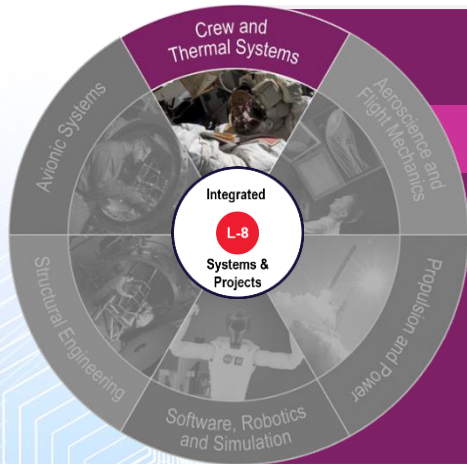 Crew and
Thermal Systems
Aeroscience and
Flight Mechanics
Propulsion and Power
Software, Robotics
and Simulation
Structural Engineering
Avionic Systems
Integrated
L-8
Systems &
Projects